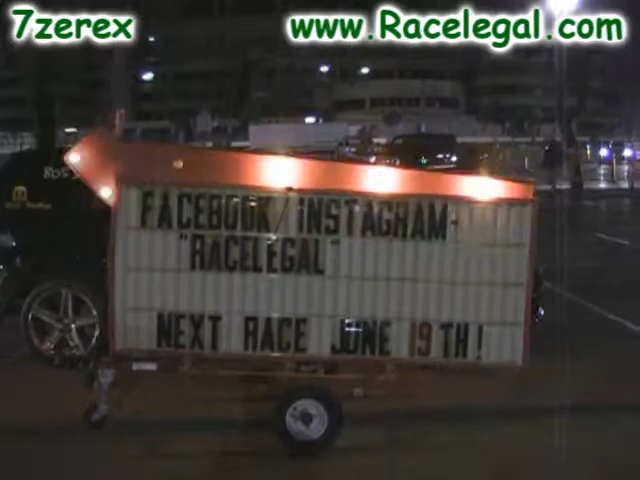 7zerex
www.Racelegal.com
FACEBOOK/iNSTAGRAM-
"RACELEGAL"
NEXT RACE JUNE 19TH!